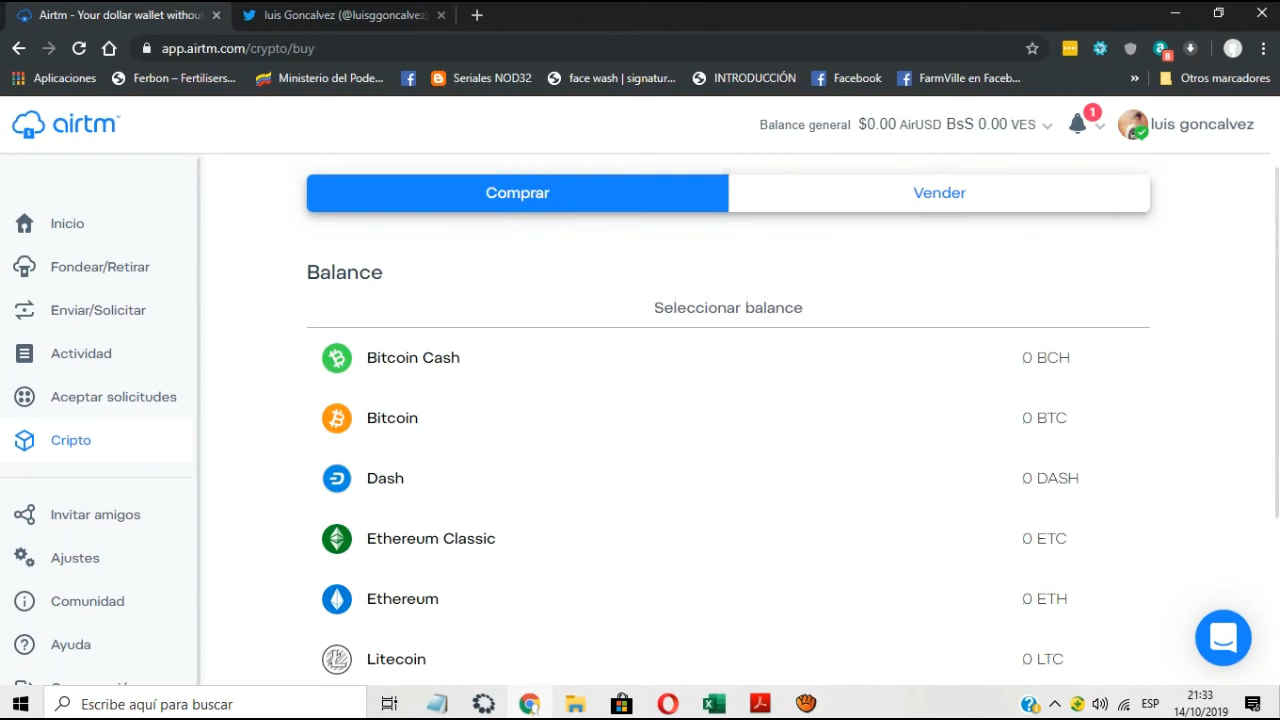 Airtm - Your dollar wallet withou
luis Goncalvez (@luisggoncalvez)
app.airtm.com/crypto/buy
Aplicaciones
Ferbon – Fertilisers...
Ministerio del Pode...
Seriales NOD32
face wash | signatur...
INTRODUCCIÓN
Facebook
FarmVille en Faceb...
»
Otros marcadores
8
airtm
Balance general $0.00 AirUSD BsS 0.00 VES
1
luis goncalvez
Inicio
Fondear/Retirar
Enviar/Solicitar
Actividad
Aceptar solicitudes
Cripto
Invitar amigos
Ajustes
Comunidad
Ayuda
Comprar
Vender
Balance
Seleccionar balance
Bitcoin Cash 0 BCH
Bitcoin 0 BTC
Dash 0 DASH
Ethereum Classic 0 ETC
Ethereum 0 ETH
Litecoin 0 LTC
Escribe aquí para buscar
ESP
21:33
14/10/2019